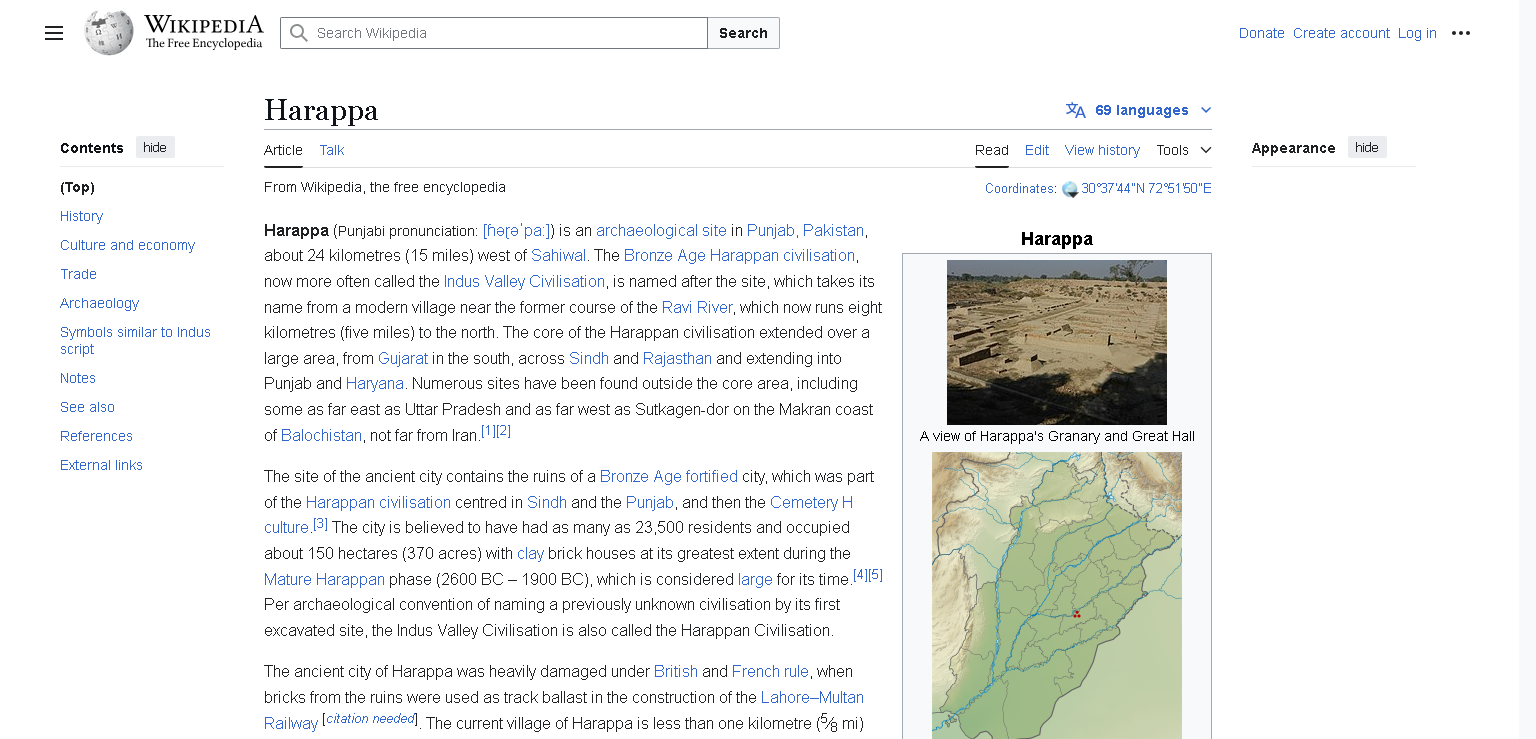 WIKIPEDIA
The Free Encyclopedia
Search Wikipedia
Search
Donate Create account Log in
Harappa
69 languages
Contents hide
Article Talk
Read Edit View history Tools
Appearance hide
(Top)
From Wikipedia, the free encyclopedia
Coordinates: 30°37′44″N 72°51′50″E
History
Culture and economy
Trade
Archaeology
Symbols similar to Indus
script
Notes
See also
References
External links
Harappa (Punjabi pronunciation: [ɦəɽəˈpaː]) is an archaeological site in Punjab, Pakistan,
about 24 kilometres (15 miles) west of Sahiwal. The Bronze Age Harappan civilisation,
now more often called the Indus Valley Civilisation, is named after the site, which takes its
name from a modern village near the former course of the Ravi River, which now runs eight
kilometres (five miles) to the north. The core of the Harappan civilisation extended over a
large area, from Gujarat in the south, across Sindh and Rajasthan and extending into
Punjab and Haryana. Numerous sites have been found outside the core area, including
some as far east as Uttar Pradesh and as far west as Sutkagen-dor on the Makran coast
of Balochistan, not far from Iran.[1][2]
The site of the ancient city contains the ruins of a Bronze Age fortified city, which was part
of the Harappan civilisation centred in Sindh and the Punjab, and then the Cemetery H
culture.[3] The city is believed to have had as many as 23,500 residents and occupied
about 150 hectares (370 acres) with clay brick houses at its greatest extent during the
Mature Harappan phase (2600 BC – 1900 BC), which is considered large for its time.[4][5]
Per archaeological convention of naming a previously unknown civilisation by its first
excavated site, the Indus Valley Civilisation is also called the Harappan Civilisation.
The ancient city of Harappa was heavily damaged under British and French rule, when
bricks from the ruins were used as track ballast in the construction of the Lahore–Multan
Railway [citation needed]. The current village of Harappa is less than one kilometre (5⁄8 mi)
Harappa
A view of Harappa's Granary and Great Hall